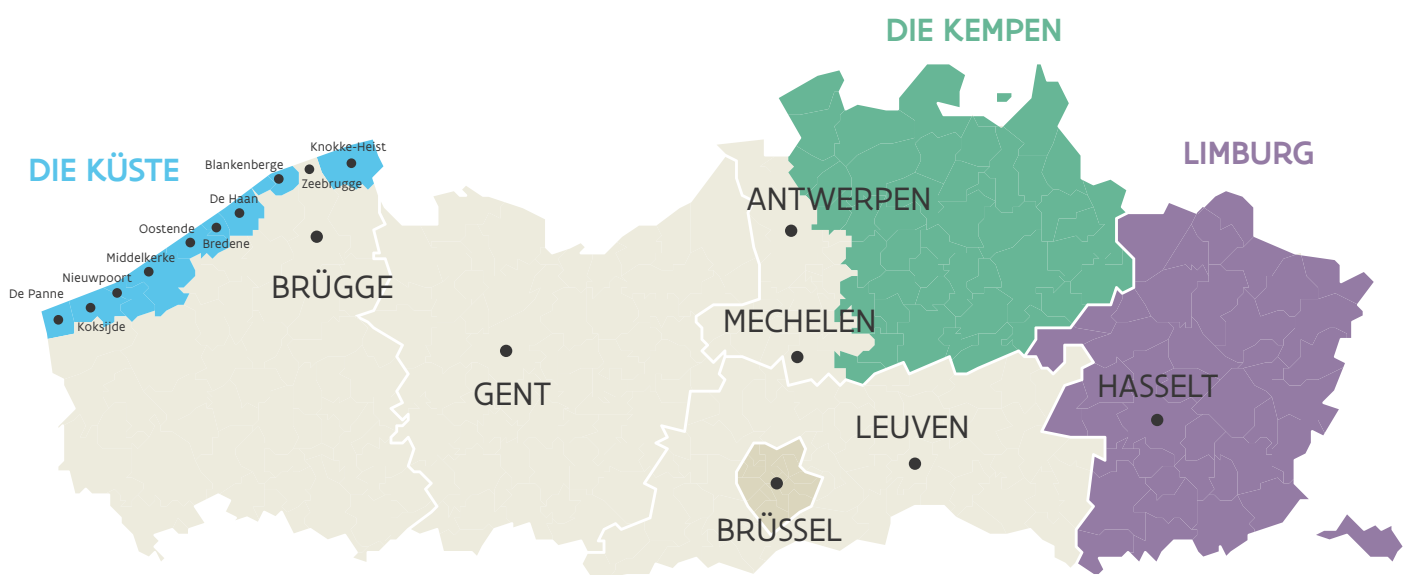 DIE KEMPEN
LIMBURG
DIE KÜSTE
Knokke-Heist
Blankenberge
Zeebrugge
De Haan
Oostende
Bredene
Middelkerke
Nieuwpoort
De Panne
Koksijde
ANTWERPEN
BRÜGGE
MECHELEN
GENT
HASSELT
LEUVEN
BRÜSSEL